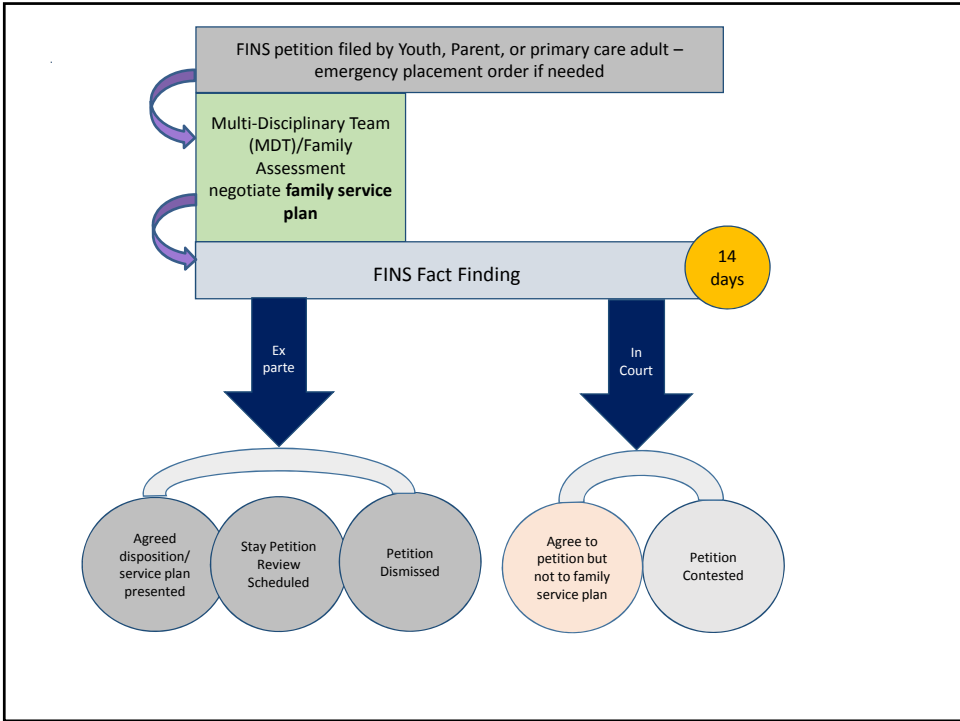 FINS petition filed by Youth, Parent, or primary care adult –
emergency placement order if needed
Multi-Disciplinary Team
(MDT)/Family
Assessment
negotiate family service
plan
FINS Fact Finding
14
days
Ex
parte
In
Court
Agreed
disposition/
service plan
presented
Stay Petition
Review
Scheduled
Petition
Dismissed
Agree to
petition but
not to family
service plan
Petition
Contested